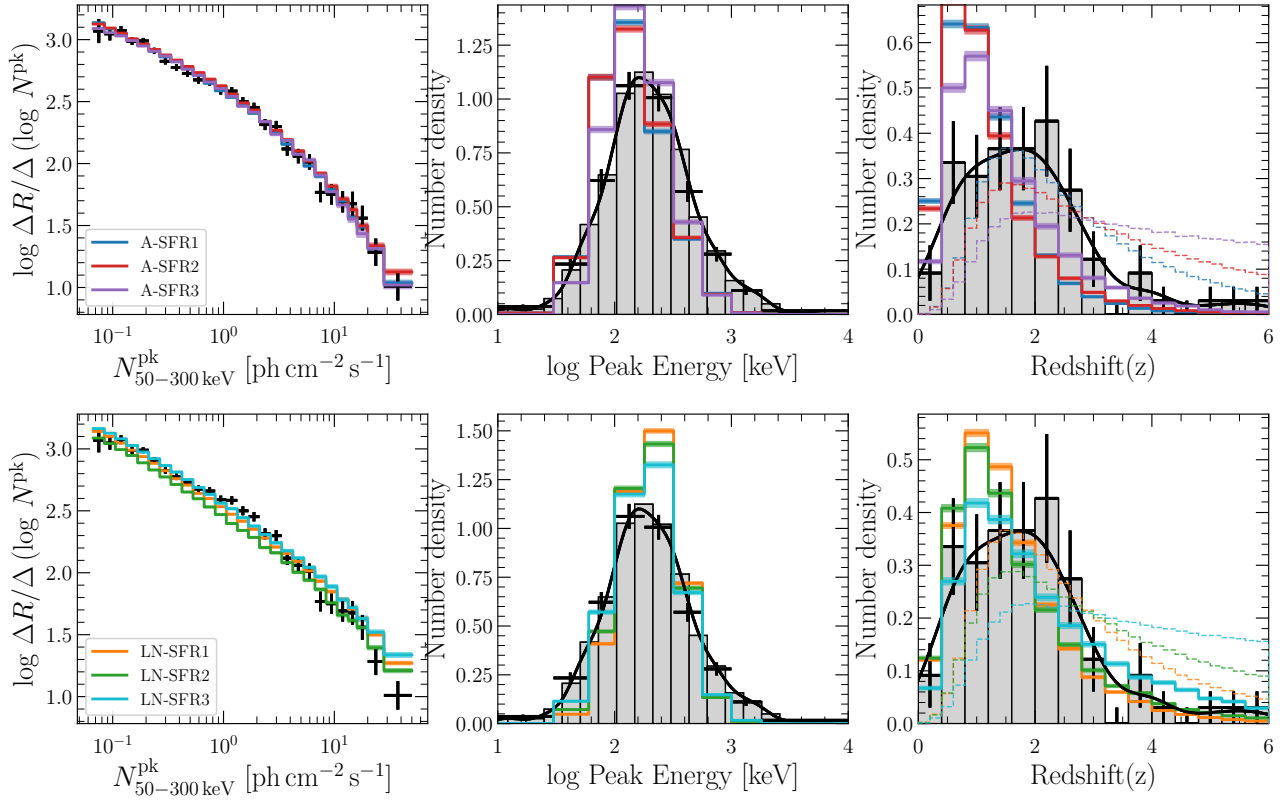 log ΔR/Δ (log N^pk)
3.0
2.5
2.0
1.5
1.0
A-SFR1
A-SFR2
A-SFR3
10^−1 10^0 10^1
N^pk_50−300 keV [ph cm^−2 s^−1]
Number density
1.25
1.00
0.75
0.50
0.25
0.00
1 2 3 4
log Peak Energy [keV]
Number density
0.6
0.5
0.4
0.3
0.2
0.1
0.0
0 2 4 6
Redshift(z)
log ΔR/Δ (log N^pk)
3.0
2.5
2.0
1.5
1.0
LN-SFR1
LN-SFR2
LN-SFR3
10^−1 10^0 10^1
N^pk_50−300 keV [ph cm^−2 s^−1]
Number density
1.50
1.25
1.00
0.75
0.50
0.25
0.00
1 2 3 4
log Peak Energy [keV]
Number density
0.5
0.4
0.3
0.2
0.1
0.0
0 2 4 6
Redshift(z)